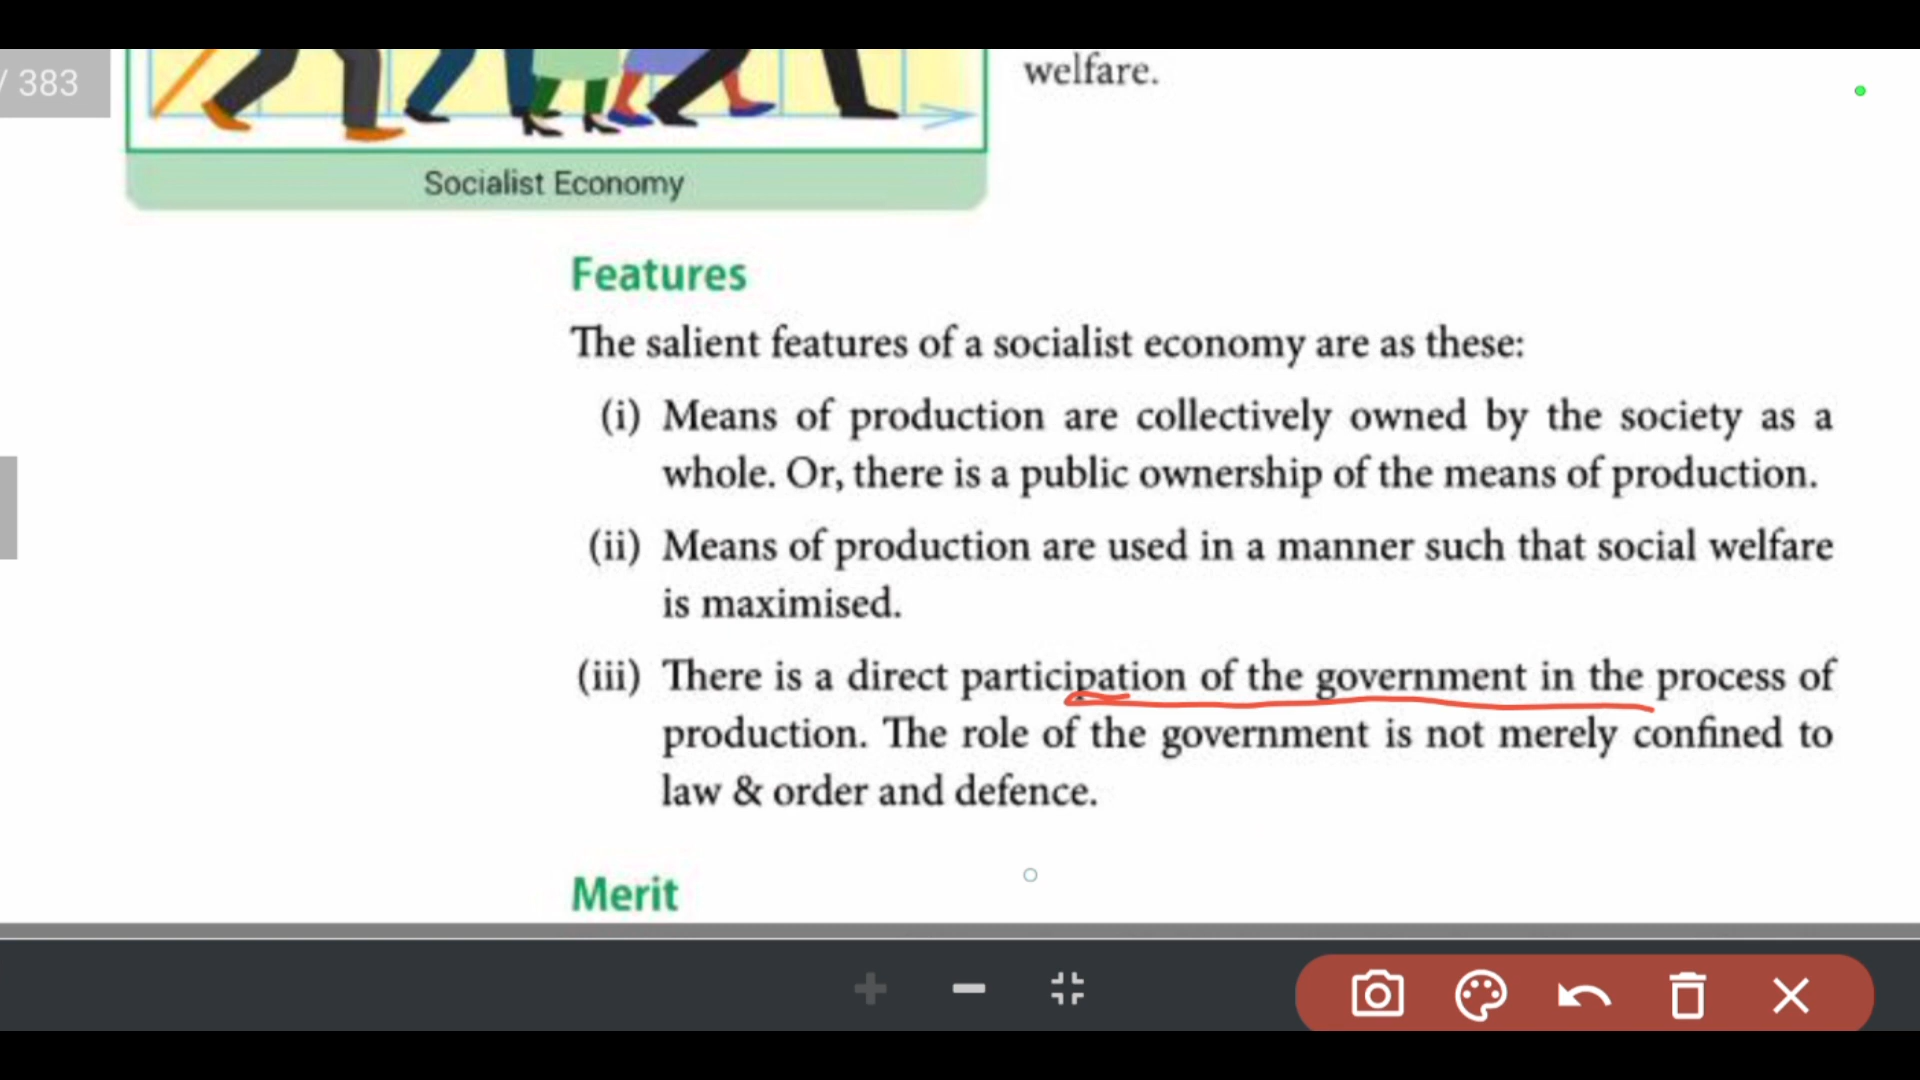 / 383
welfare.
Socialist Economy
Features
The salient features of a socialist economy are as these:
(i) Means of production are collectively owned by the society as a
whole. Or, there is a public ownership of the means of production.
(ii) Means of production are used in a manner such that social welfare
is maximised.
(iii) There is a direct participation of the government in the process of
production. The role of the government is not merely confined to
law & order and defence.
Merit